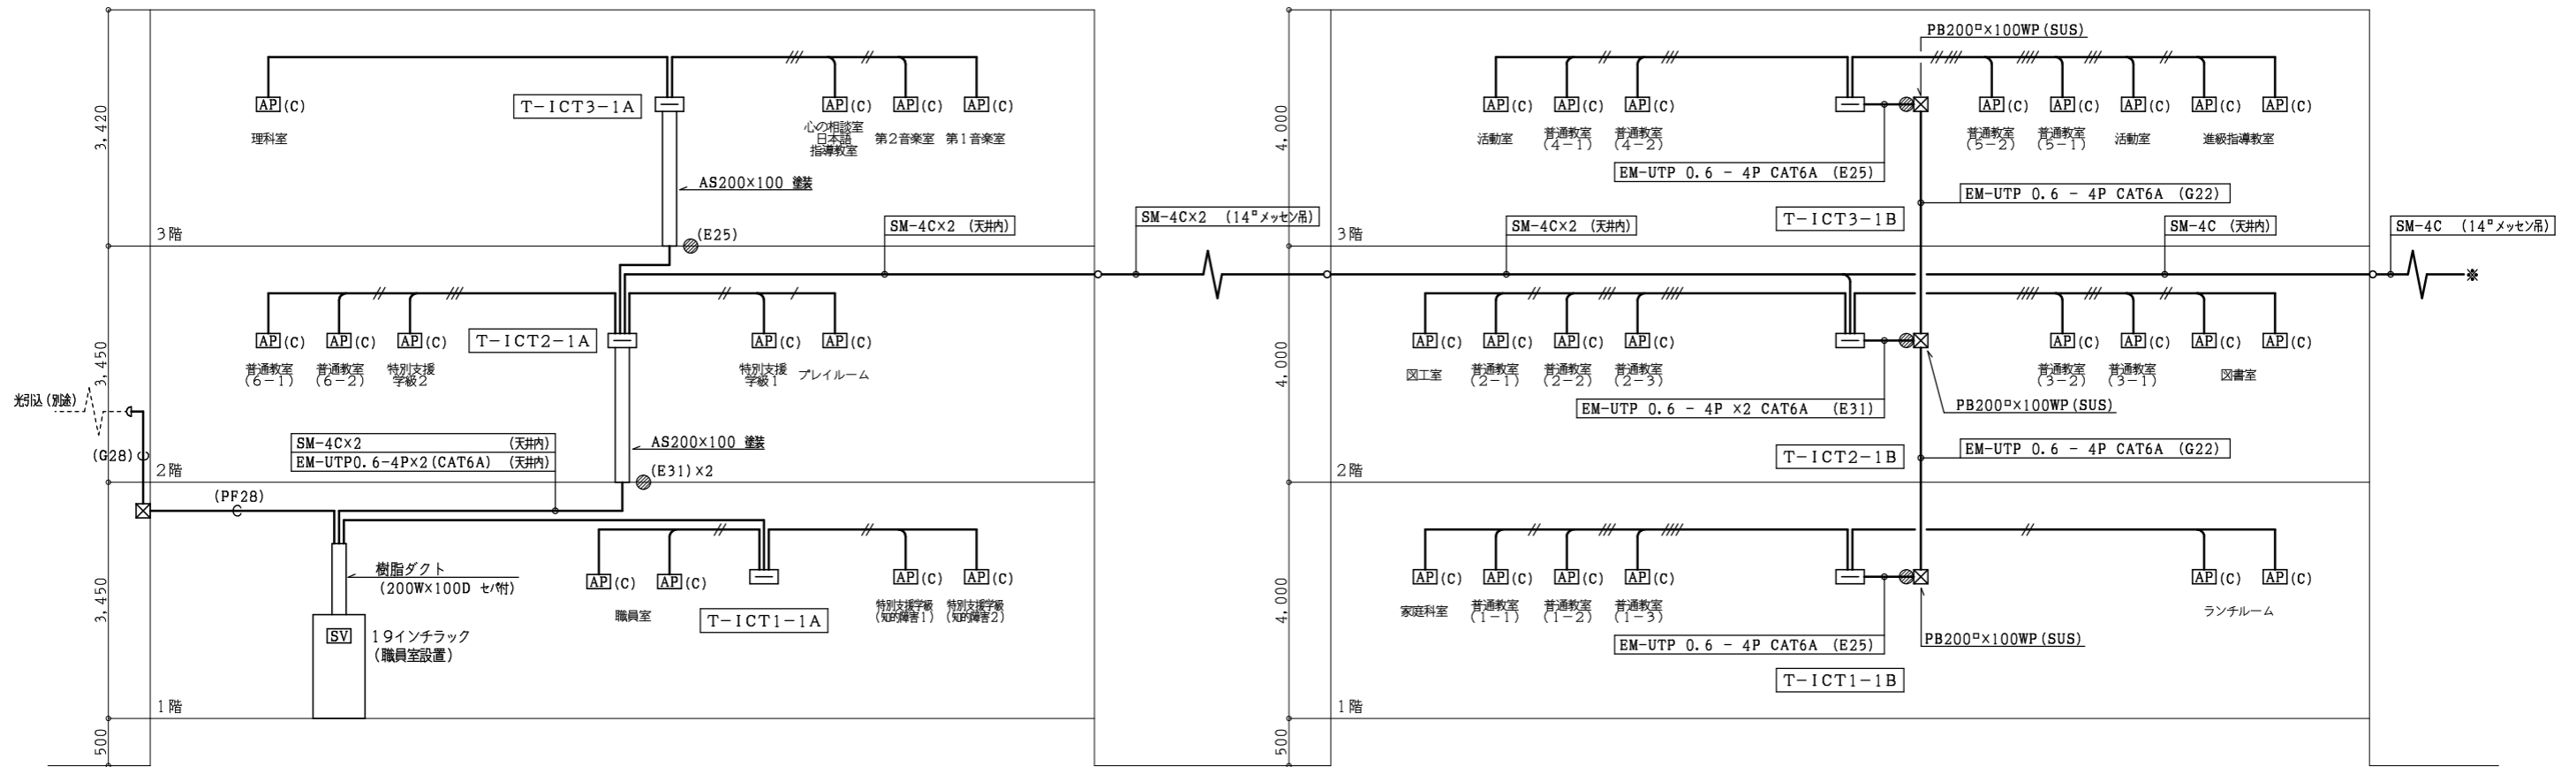 PB200□×100WP(SUS)
AP (C)
理科室
T-ICT3-1A
AP (C)
心の相談室
日本語
指導教室
AP (C)
第2音楽室
AP (C)
第1音楽室
3,420
AS200×100 塗装
SM-4C×2 (天井内)
(E25)
3階
SM-4C×2 (14□メッセン吊)
AP (C)
普通教室
(6-1)
AP (C)
普通教室
(6-2)
AP (C)
特別支援
学級2
T-ICT2-1A
AP (C)
特別支援
学級1
AP (C)
プレイルーム
3,450
光引込(別途)
(G28)
SM-4C×2 (天井内)
EM-UTP0.6-4P×2(CAT6A) (天井内)
AS200×100 塗装
2階
(E31)×2
(PF28)
樹脂ダクト
(200W×100D セパ付)
AP (C)
AP (C)
職員室
T-ICT1-1A
AP (C)
特別支援学級
(知的障害1)
AP (C)
特別支援学級
(知的障害2)
3,450
SV
19インチラック
(職員室設置)
1階
500
4,000
AP (C)
活動室
AP (C)
普通教室
(4-1)
AP (C)
普通教室
(4-2)
AP (C)
普通教室
(5-2)
AP (C)
普通教室
(5-1)
AP (C)
活動室
AP (C)
AP (C)
進級指導教室
EM-UTP 0.6 - 4P CAT6A (E25)
EM-UTP 0.6 - 4P CAT6A (G22)
T-ICT3-1B
SM-4C×2 (天井内)
SM-4C (天井内)
SM-4C (14□メッセン吊)
3階
※
4,000
AP (C)
図工室
AP (C)
普通教室
(2-1)
AP (C)
普通教室
(2-2)
AP (C)
普通教室
(2-3)
AP (C)
普通教室
(3-2)
AP (C)
普通教室
(3-1)
AP (C)
AP (C)
図書室
EM-UTP 0.6 - 4P ×2 CAT6A (E31)
PB200□×100WP(SUS)
T-ICT2-1B
EM-UTP 0.6 - 4P CAT6A (G22)
2階
4,000
AP (C)
家庭科室
AP (C)
普通教室
(1-1)
AP (C)
普通教室
(1-2)
AP (C)
普通教室
(1-3)
AP (C)
AP (C)
ランチルーム
EM-UTP 0.6 - 4P CAT6A (E25)
PB200□×100WP(SUS)
T-ICT1-1B
1階
500